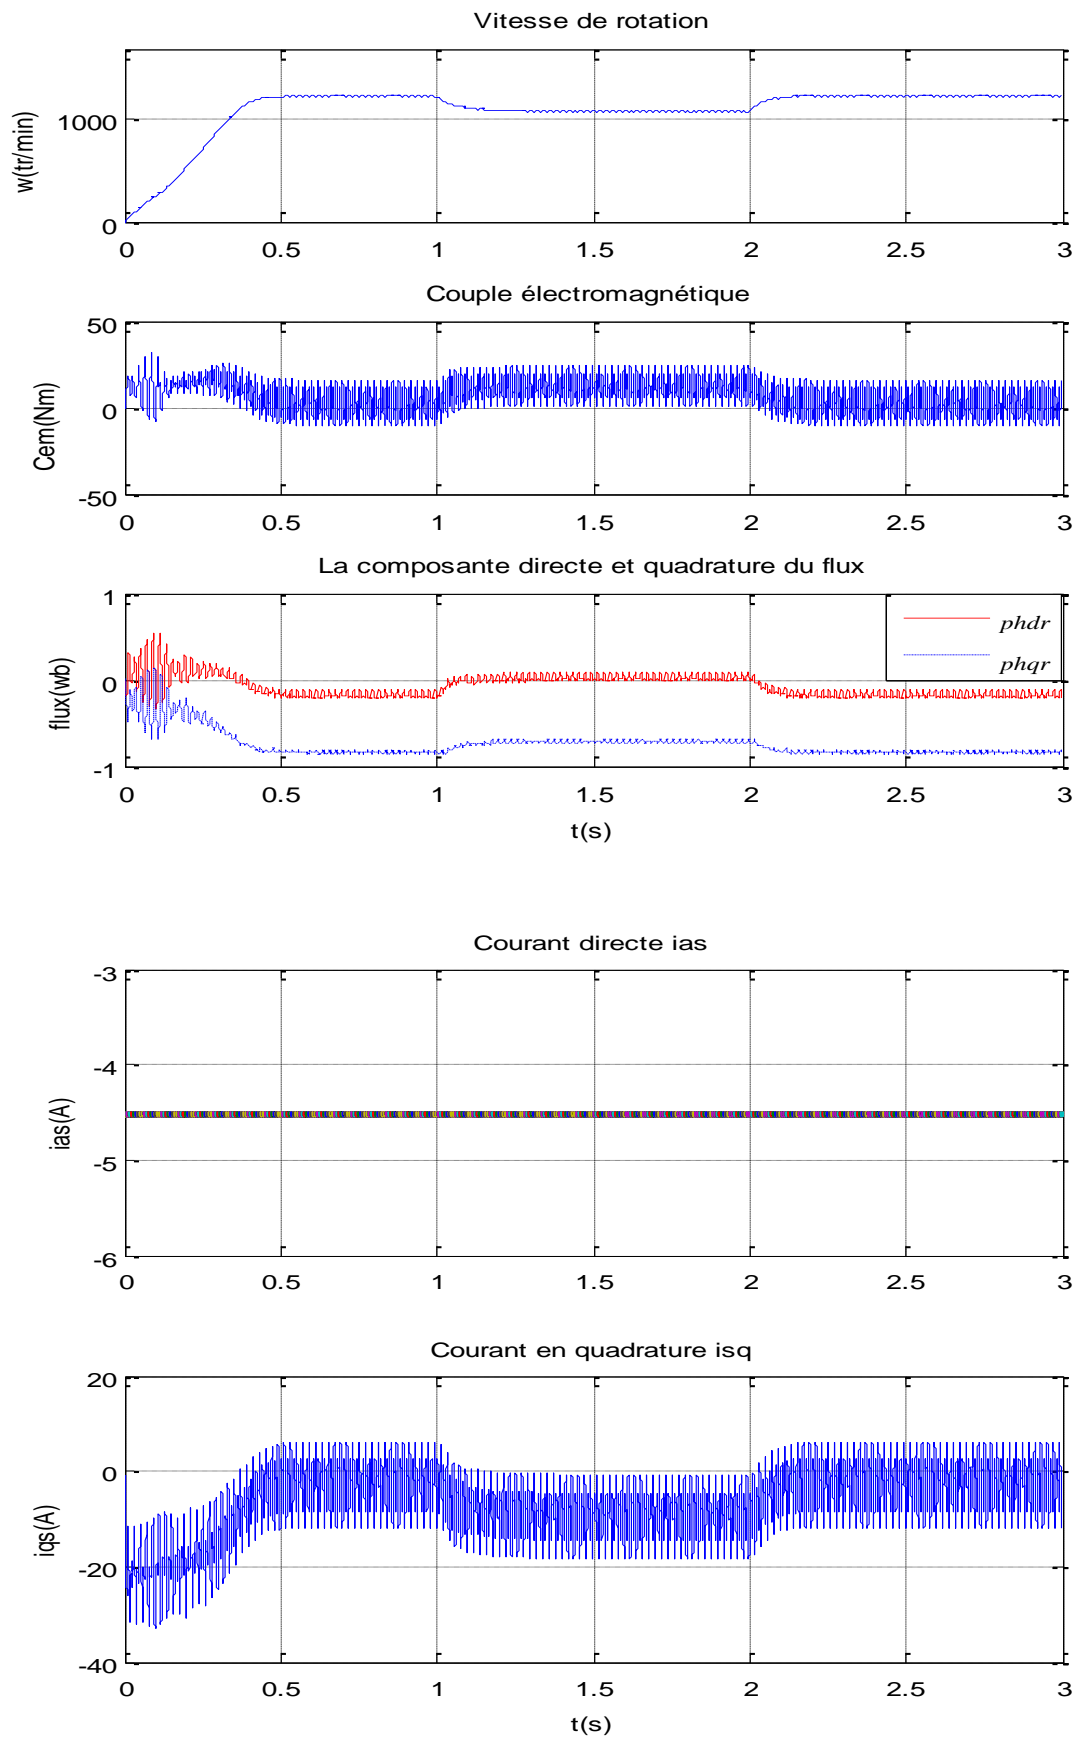 Vitesse de rotation
w(tr/min)
1000
0
0 0.5 1 1.5 2 2.5 3
Couple électromagnétique
Cem(Nm)
50
0
-50
0 0.5 1 1.5 2 2.5 3
La composante directe et quadrature du flux
flux(wb)
1
0
-1
phdr
phqr
0 0.5 1 1.5 2 2.5 3
t(s)
Courant directe ias
ias(A)
-3
-4
-5
-6
0 0.5 1 1.5 2 2.5 3
Courant en quadrature isq
iqs(A)
20
0
-20
-40
0 0.5 1 1.5 2 2.5 3
t(s)